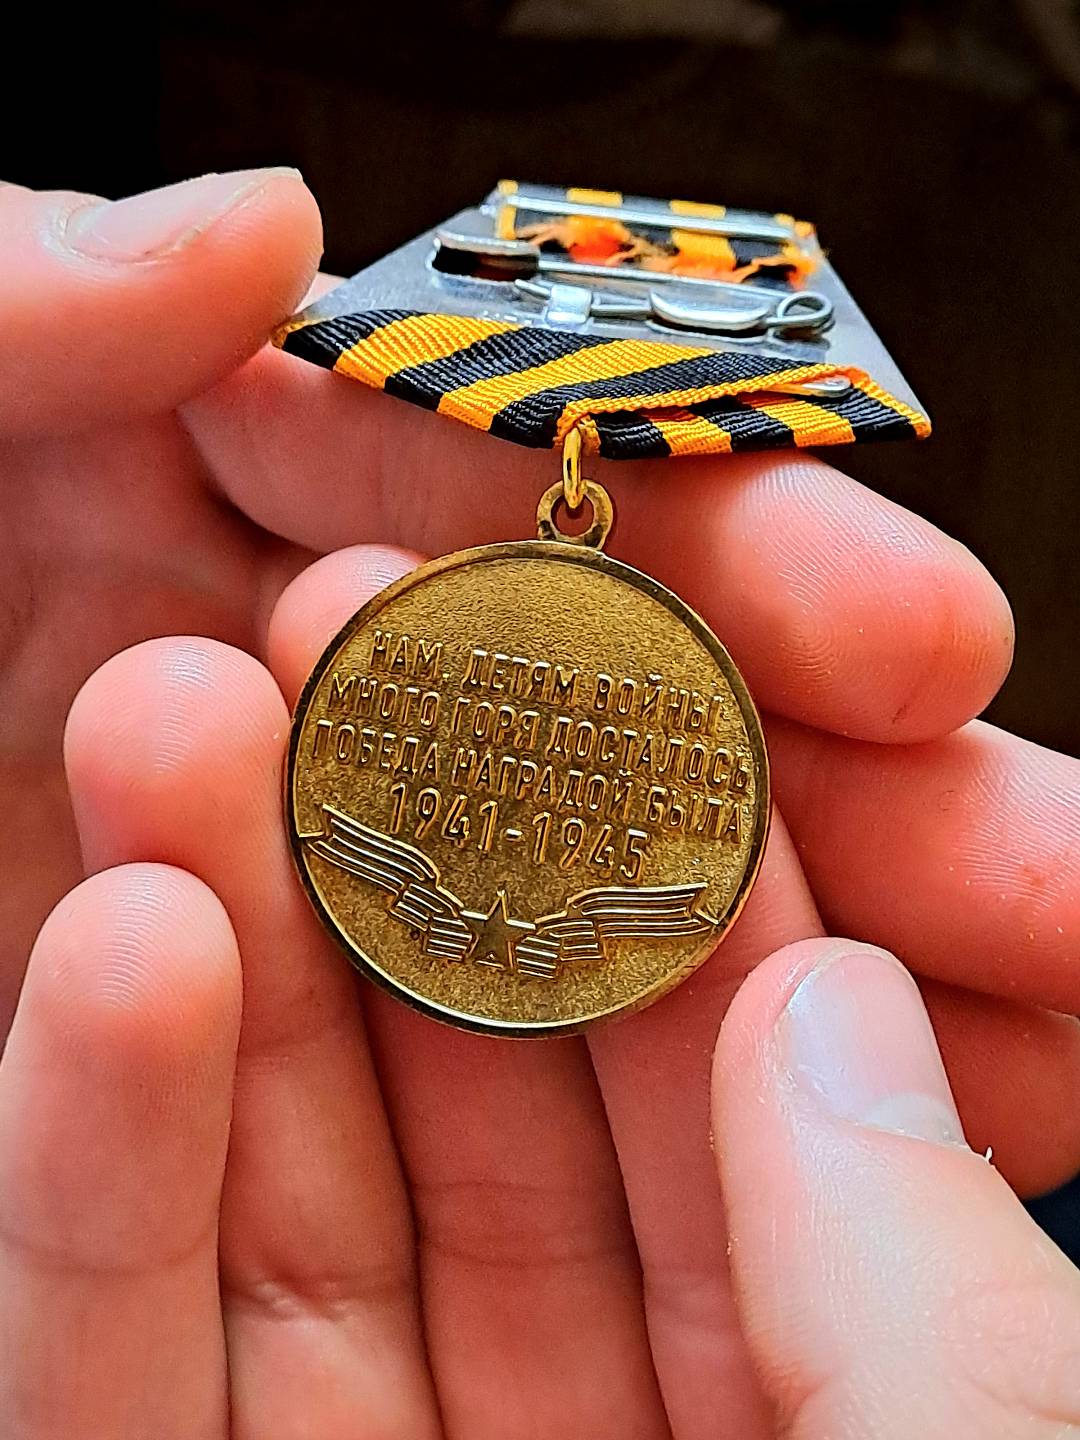 НАМ, ДЕТЯМ ВОЙНЫ
МНОГО ГОРЯ ДОСТАЛОСЬ
ПОБЕДА НАГРАДОЙ БЫЛА
1941-1945